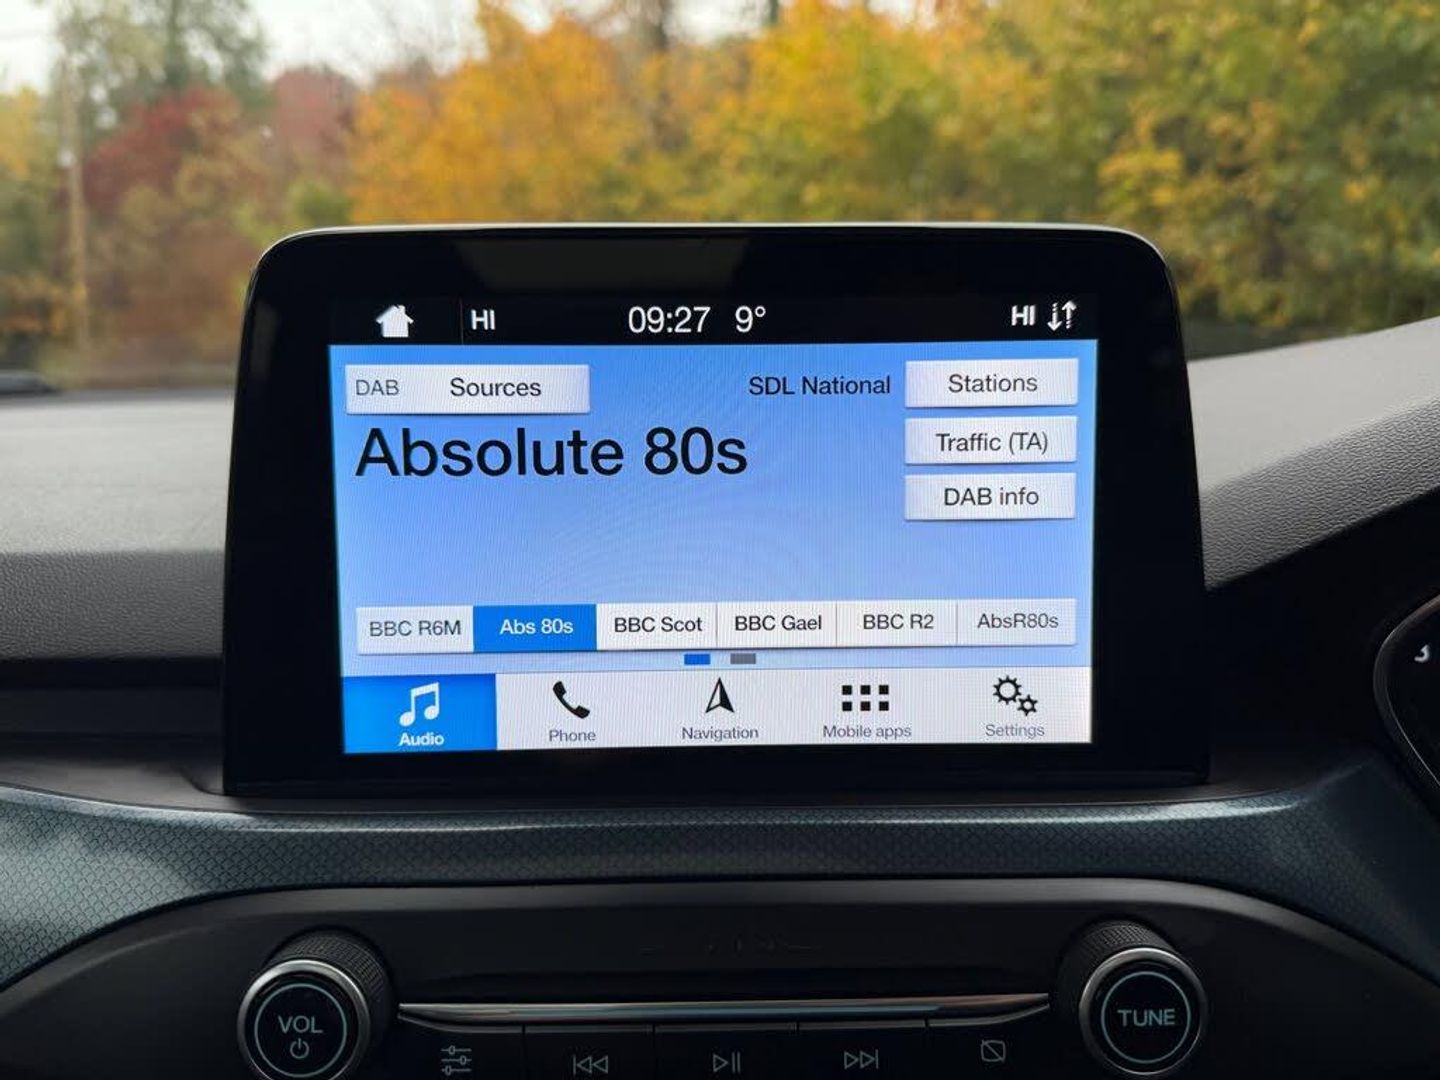 HI 09:27 9° HI
DAB Sources SDL National Stations
Absolute 80s
Traffic (TA)
DAB info
BBC R6M Abs 80s BBC Scot BBC Gael BBC R2 AbsR80s
Audio Phone Navigation Mobile apps Settings
VOL TUNE